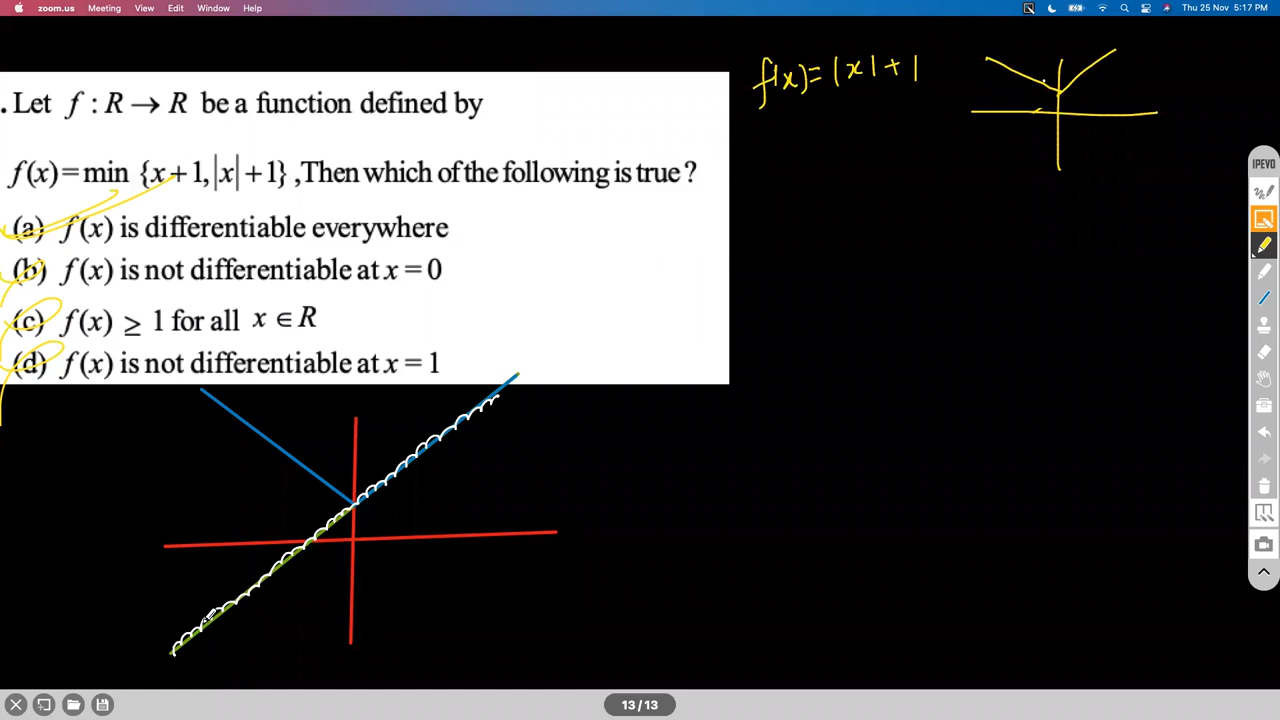 zoom.us Meeting View Edit Window Help Thu 25 Nov 5:17 PM
f(x)=|x|+1
. Let f : R → R be a function defined by
f(x)=min {x+1,|x|+1} ,Then which of the following is true ?
(a) f(x) is differentiable everywhere
(b) f(x) is not differentiable at x = 0
(c) f(x) ≥ 1 for all x ∈ R
(d) f(x) is not differentiable at x = 1
IPEVO
13 / 13